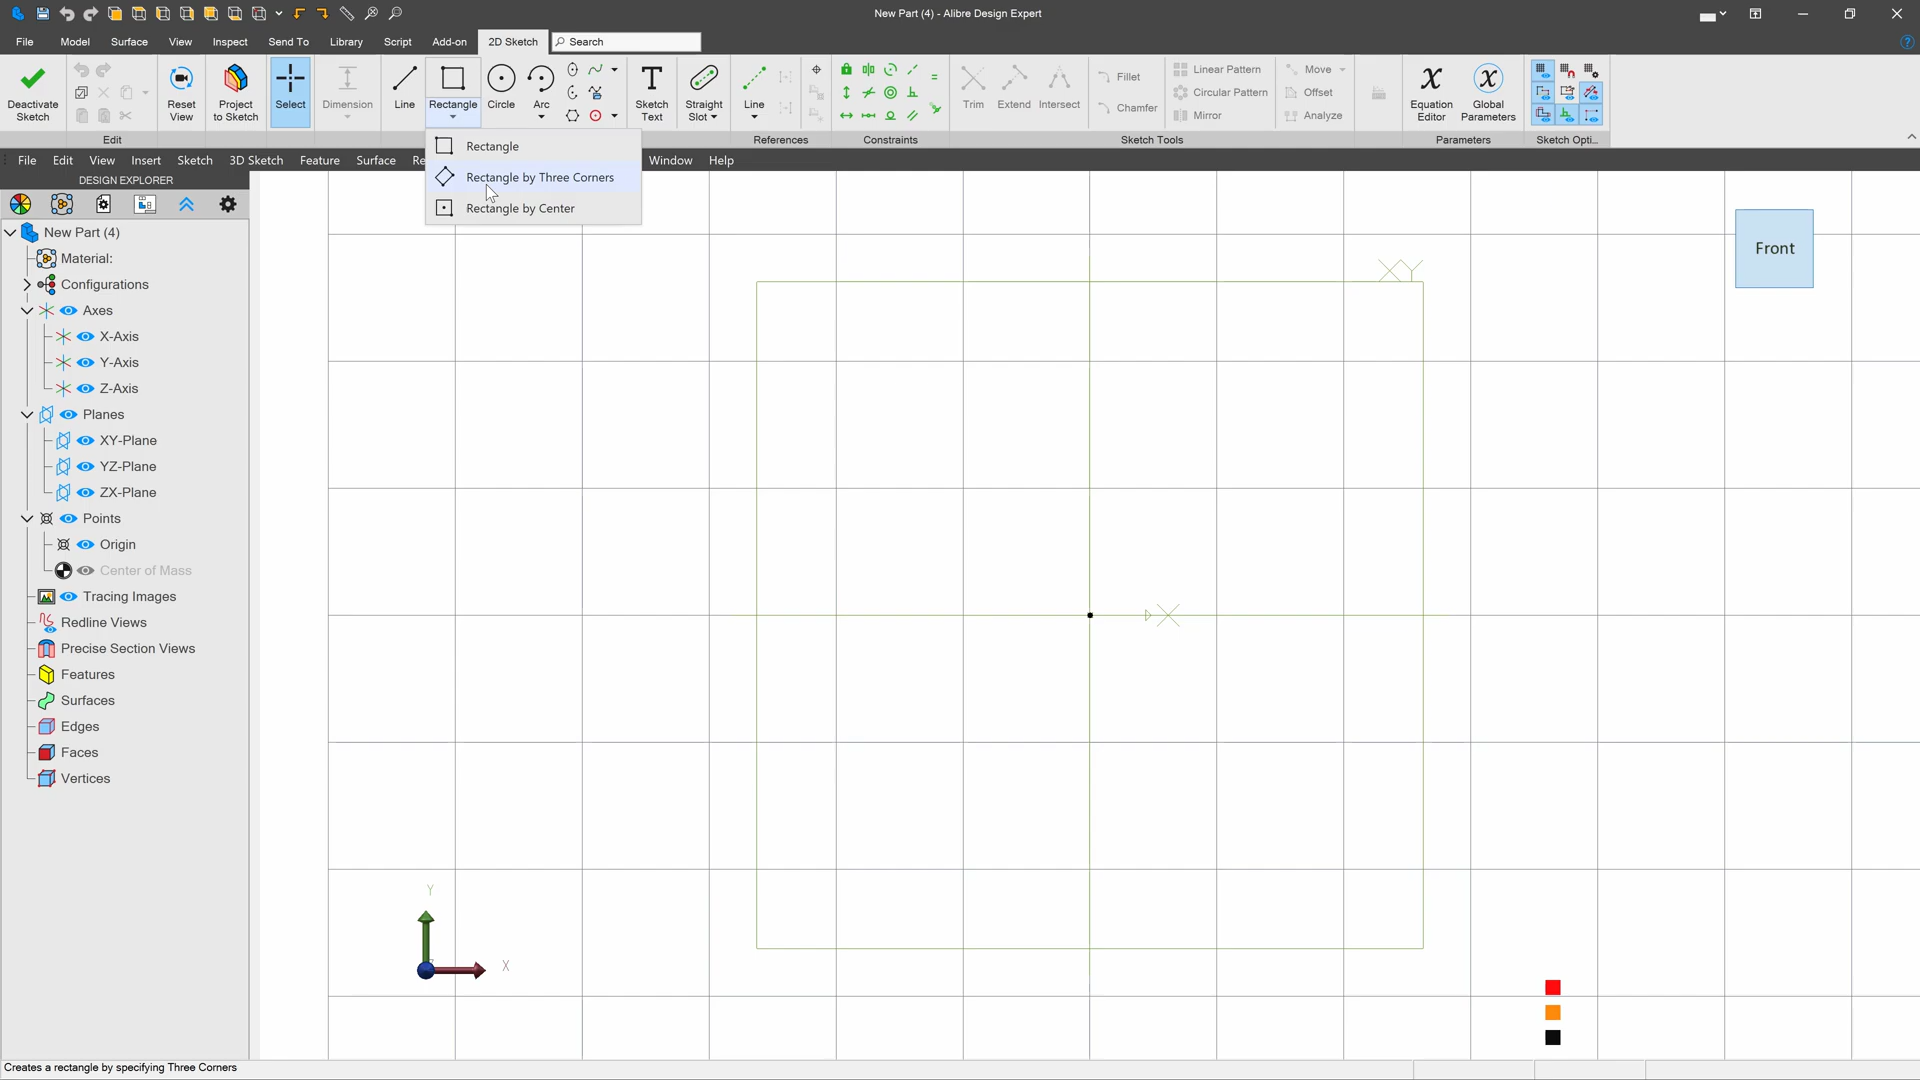 New Part (4) - Alibre Design Expert
File Model Surface View Inspect Send To Library Script Add-on 2D Sketch Search
Deactivate Sketch
Reset View
Project to Sketch
Select
Dimension
Line
Rectangle
Circle
Arc
Sketch Text
Straight Slot
Line
Trim
Extend
Intersect
Fillet
Chamfer
Linear Pattern
Circular Pattern
Mirror
Move
Offset
Analyze
Equation Editor
Global Parameters
Edit
References
Constraints
Sketch Tools
Parameters
Sketch Opti...
File Edit View Insert Sketch 3D Sketch Feature Surface Re Window Help
Rectangle
Rectangle by Three Corners
Rectangle by Center
DESIGN EXPLORER
New Part (4)
Material:
Configurations
Axes
X-Axis
Y-Axis
Z-Axis
Planes
XY-Plane
YZ-Plane
ZX-Plane
Points
Origin
Center of Mass
Tracing Images
Redline Views
Precise Section Views
Features
Surfaces
Edges
Faces
Vertices
Front
XY
X
Y
X
Creates a rectangle by specifying Three Corners